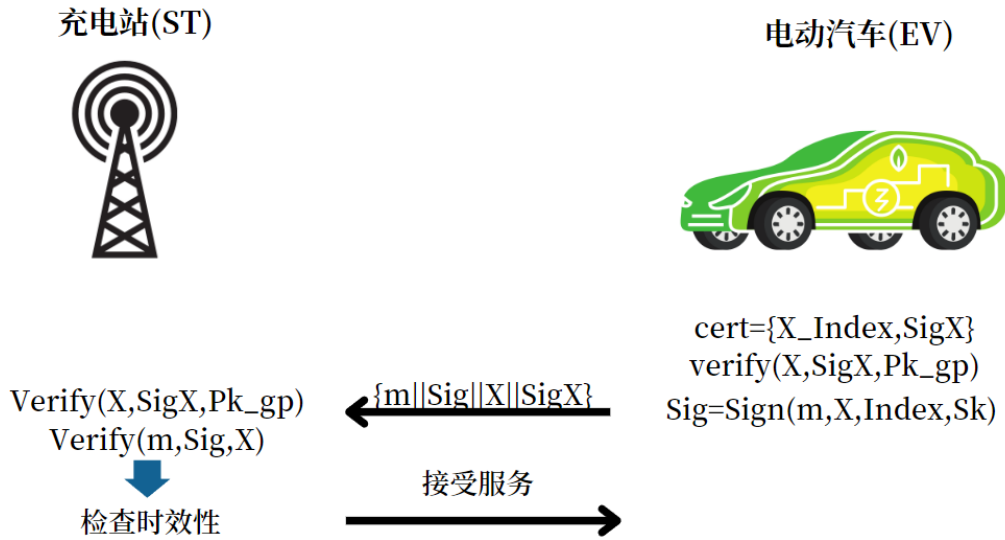 充电站(ST)
电动汽车(EV)
cert={X_Index,SigX}
verify(X,SigX,Pk_gp)
Sig=Sign(m,X,Index,Sk)
{m||Sig||X||SigX}
Verify(X,SigX,Pk_gp)
Verify(m,Sig,X)
检查时效性
接受服务